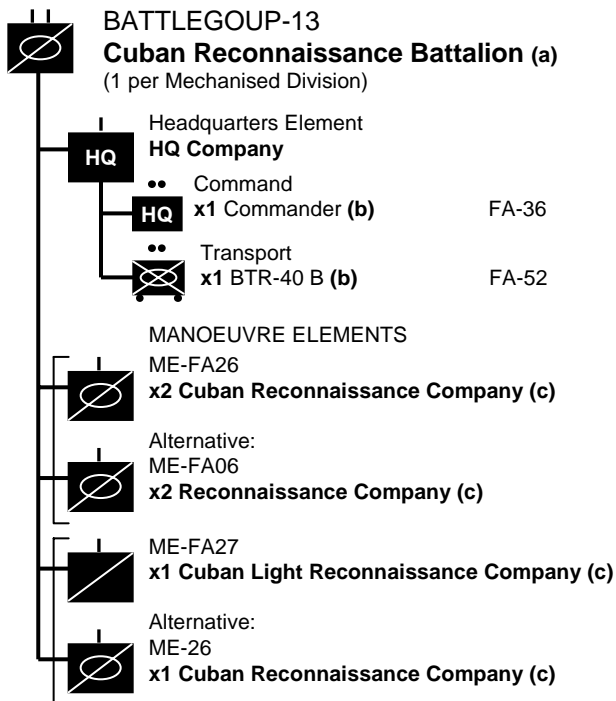 BATTLEGOUP-13
Cuban Reconnaissance Battalion (a)
(1 per Mechanised Division)
Headquarters Element
HQ
HQ Company
Command
HQ
x1 Commander (b) FA-36
Transport
x1 BTR-40 B (b) FA-52
MANOEUVRE ELEMENTS
ME-FA26
x2 Cuban Reconnaissance Company (c)
Alternative:
ME-FA06
x2 Reconnaissance Company (c)
ME-FA27
x1 Cuban Light Reconnaissance Company (c)
Alternative:
ME-26
x1 Cuban Reconnaissance Company (c)